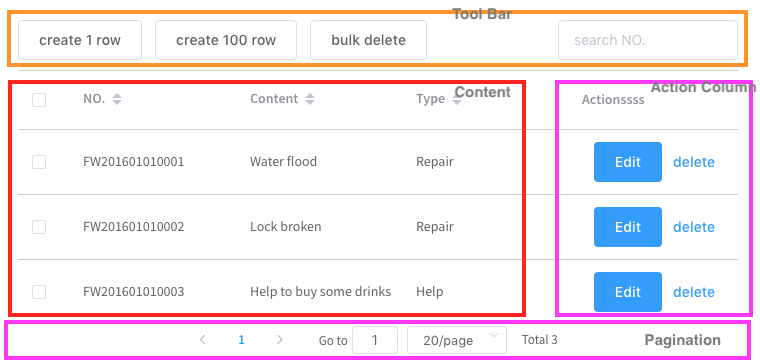 Tool Bar
create 1 row create 100 row bulk delete search NO.
NO. Content Type Content Actionssss Action Column
FW201601010001 Water flood Repair Edit delete
FW201601010002 Lock broken Repair Edit delete
FW201601010003 Help to buy some drinks Help Edit delete
1 Go to 1 20/page Total 3 Pagination